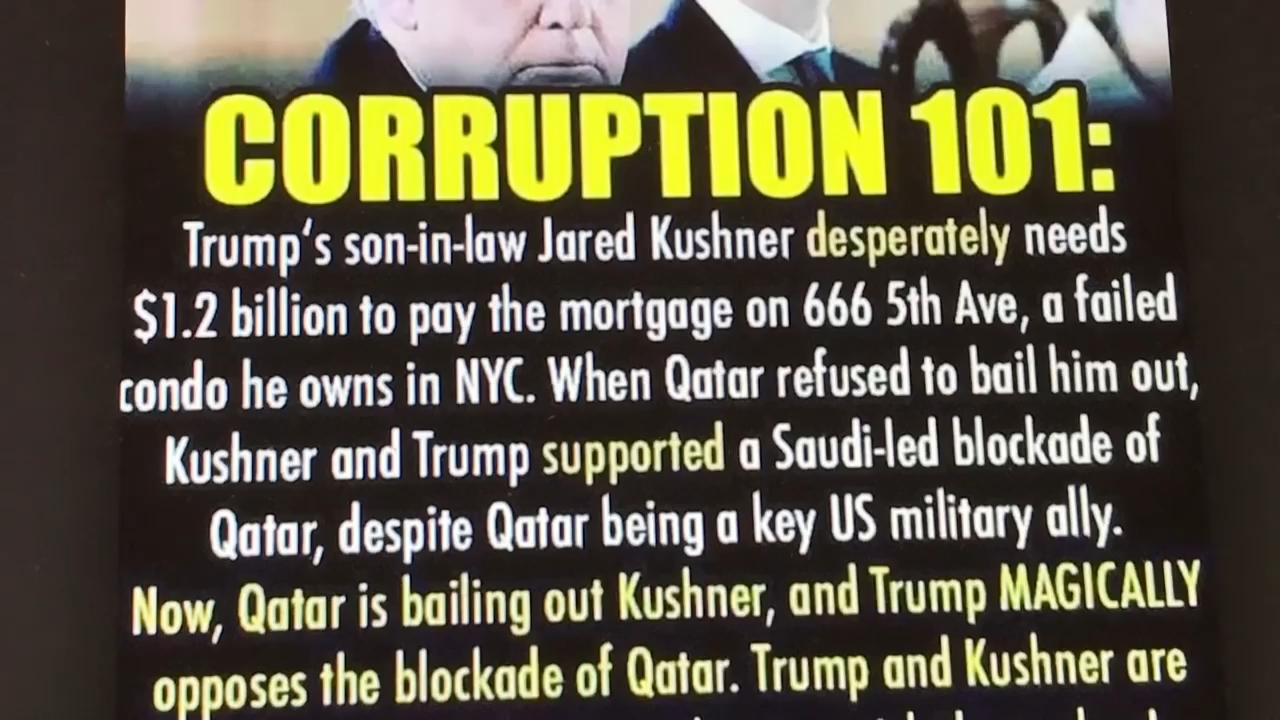 CORRUPTION 101:
Trump's son-in-law Jared Kushner desperately needs
$1.2 billion to pay the mortgage on 666 5th Ave, a failed
condo he owns in NYC. When Qatar refused to bail him out,
Kushner and Trump supported a Saudi-led blockade of
Qatar, despite Qatar being a key US military ally.
Now, Qatar is bailing out Kushner, and Trump MAGICALLY
opposes the blockade of Qatar. Trump and Kushner are